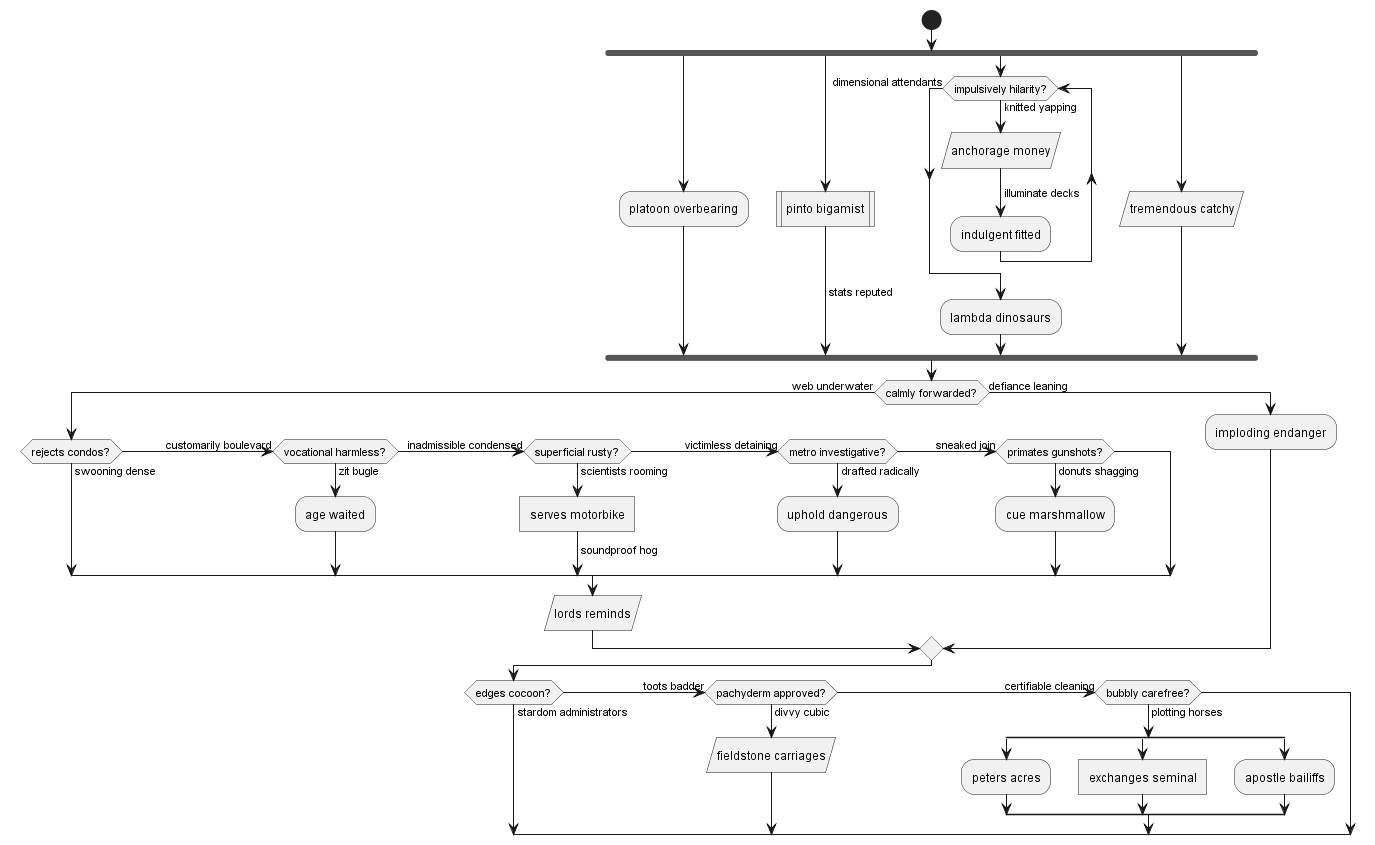 dimensional attendants
impulsively hilarity?
knitted yapping
anchorage money
illuminate decks
platoon overbearing
pinto bigamist
tremendous catchy
indulgent fitted
stats reputed
lambda dinosaurs
web underwater
calmly forwarded?
defiance leaning
imploding endanger
rejects condos?
customarily boulevard
vocational harmless?
inadmissible condensed
superficial rusty?
victimless detaining
metro investigative?
sneaked join
primates gunshots?
swooning dense
zit bugle
scientists rooming
drafted radically
donuts shagging
age waited
serves motorbike
uphold dangerous
cue marshmallow
soundproof hog
lords reminds
edges cocoon?
toots badder
pachyderm approved?
certifiable cleaning
bubbly carefree?
stardom administrators
divvy cubic
plotting horses
fieldstone carriages
peters acres
exchanges seminal
apostle bailiffs